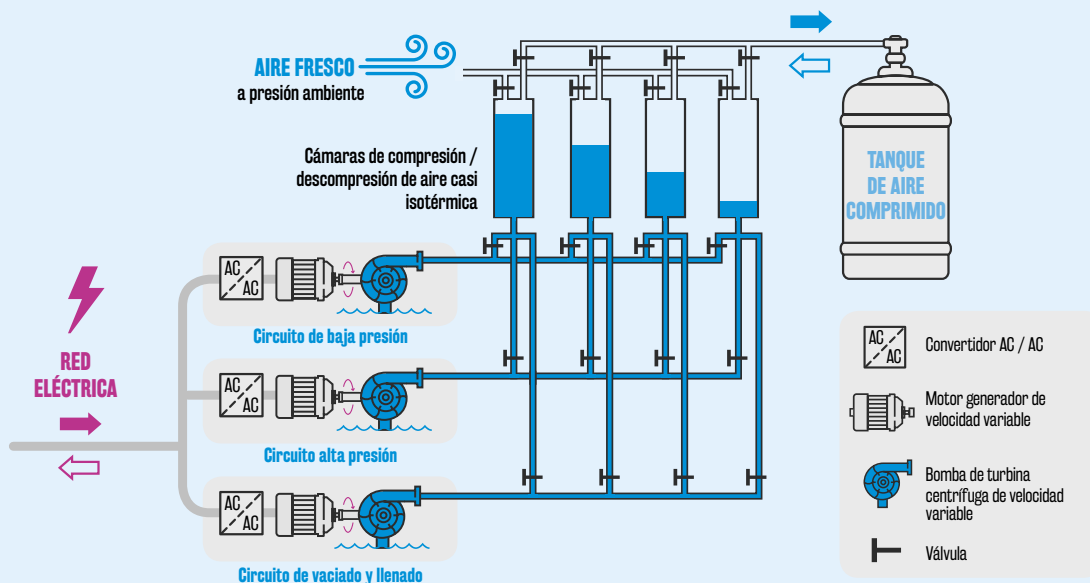 AIRE FRESCO
a presión ambiente
Cámaras de compresión /
descompresión de aire casi
isotérmica
TANQUE
DE AIRE
COMPRIMIDO
AC
AC
Circuito de baja presión
RED
ELÉCTRICA
AC
AC
Circuito alta presión
AC
AC
Circuito de vaciado y llenado
AC
AC
Convertidor AC / AC
Motor generador de
velocidad variable
Bomba de turbina
centrífuga de velocidad
variable
Válvula